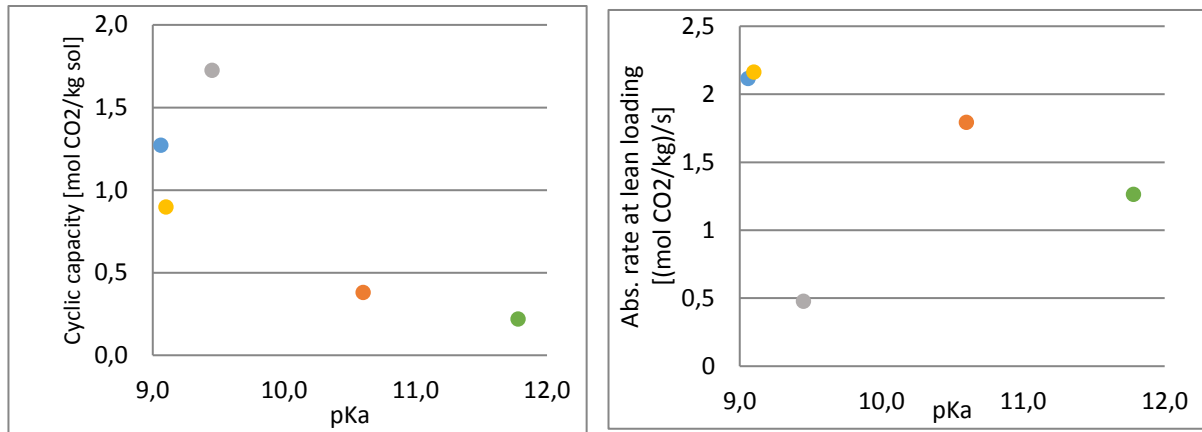 Cyclic capacity [mol CO2/kg sol]
2,0
1,5
1,0
0,5
0,0
9,0 10,0 11,0 12,0
pKa
Abs. rate at lean loading
[(mol CO2/kg)/s]
2,5
2
1,5
1
0,5
0
9,0 10,0 11,0 12,0
pKa